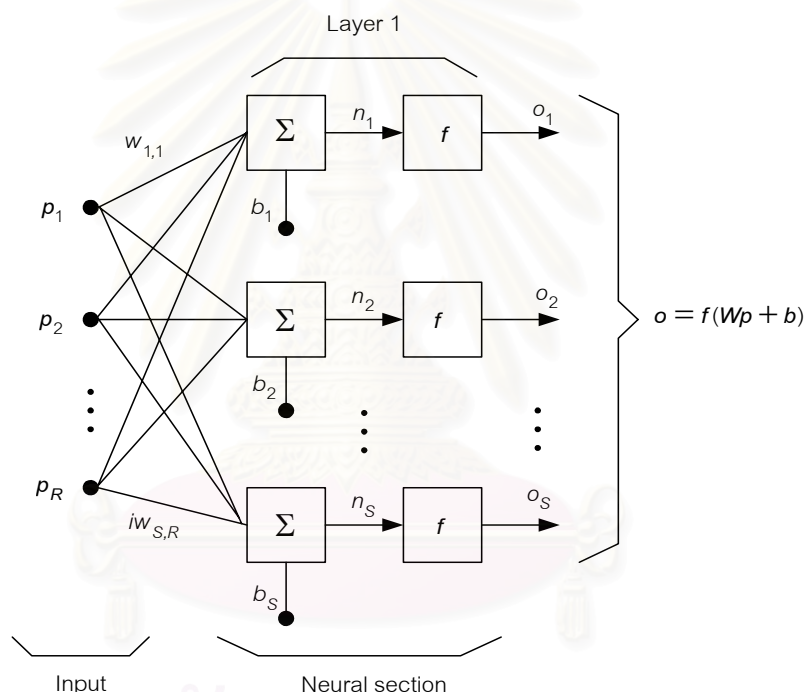 Layer 1
w1,1
Σ
n1
f
o1
p1
b1
Σ
n2
f
o2
p2
o = f(Wp + b)
b2
pR
iwS,R
Σ
nS
f
oS
bS
Input
Neural section